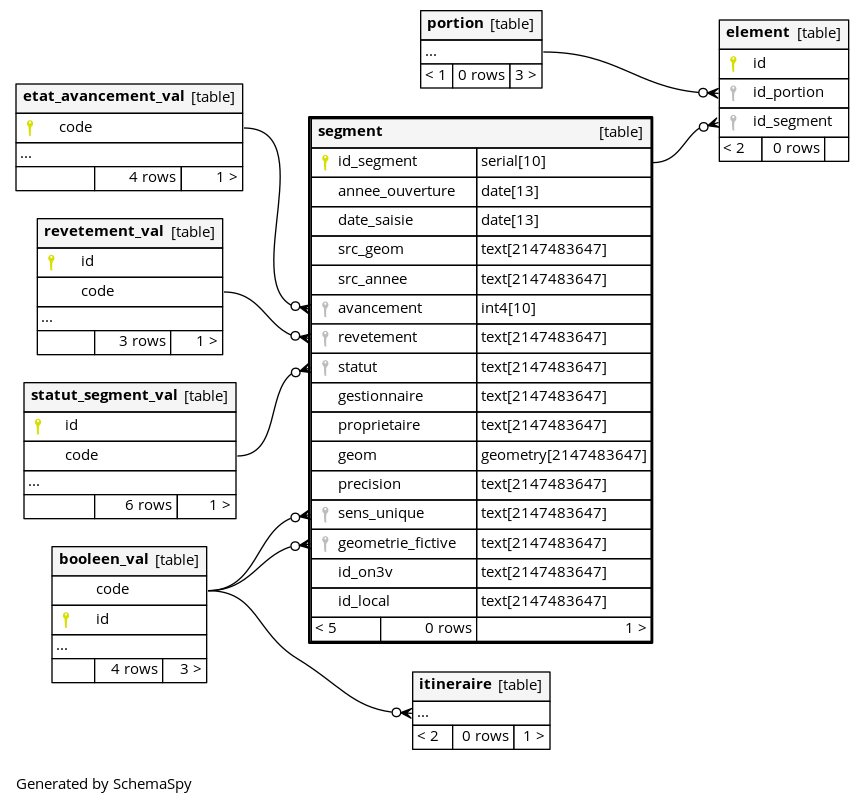 portion [table]
...
< 1 0 rows 3 >
element [table]
id
id_portion
id_segment
< 2 0 rows
etat_avancement_val [table]
code
...
4 rows 1 >
revetement_val [table]
id
code
...
3 rows 1 >
statut_segment_val [table]
id
code
...
6 rows 1 >
booleen_val [table]
code
id
...
4 rows 3 >
segment [table]
id_segment serial[10]
annee_ouverture date[13]
date_saisie date[13]
src_geom text[2147483647]
src_annee text[2147483647]
avancement int4[10]
revetement text[2147483647]
statut text[2147483647]
gestionnaire text[2147483647]
proprietaire text[2147483647]
geom geometry[2147483647]
precision text[2147483647]
sens_unique text[2147483647]
geometrie_fictive text[2147483647]
id_on3v text[2147483647]
id_local text[2147483647]
< 5 0 rows 1 >
itineraire [table]
...
< 2 0 rows 1 >
Generated by SchemaSpy